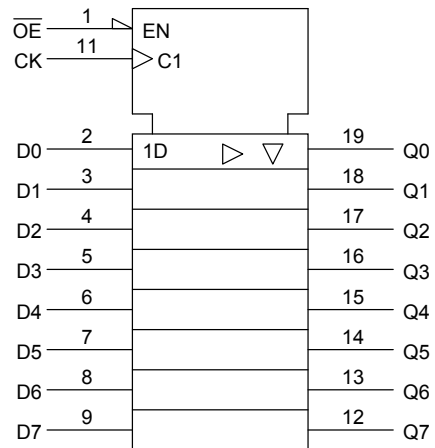 O̅E̅ 1 EN
CK 11 C1
D0 2 1D 19 Q0
D1 3 18 Q1
D2 4 17 Q2
D3 5 16 Q3
D4 6 15 Q4
D5 7 14 Q5
D6 8 13 Q6
D7 9 12 Q7